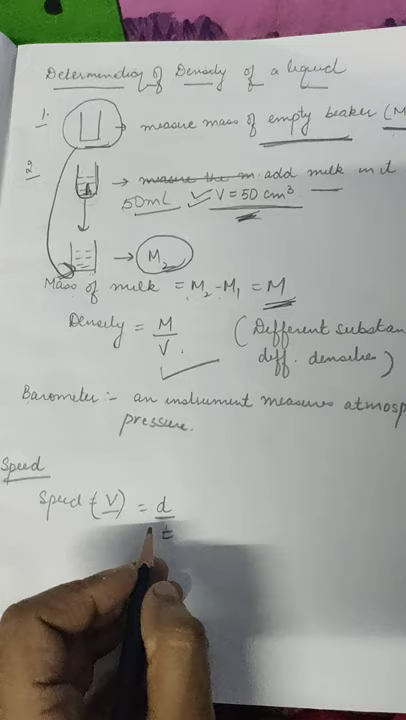 Determination of Density of a liquid
1. → measure mass of empty beaker (M
2 → measure the m. add milk in it
50mL ✓ V = 50 cm³
→ M₂
Mass of milk = M₂ - M₁ = M
Density = M / V (Different substan
diff. densities)
Barometer :- an instrument measures atmosp
pressure.
Speed
Speed (V) = d / t